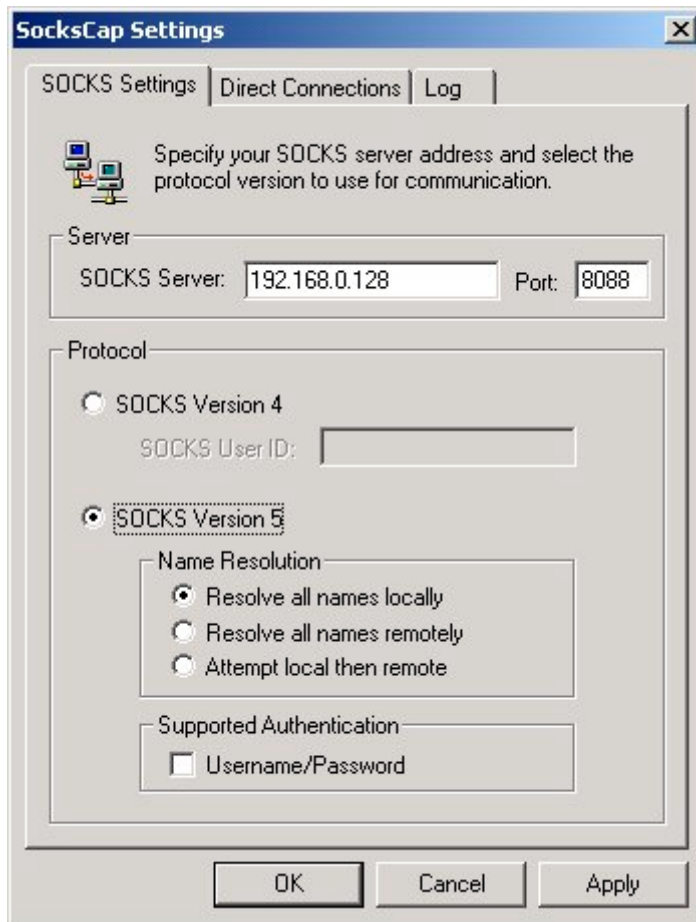 SocksCap Settings
SOCKS Settings Direct Connections Log
Specify your SOCKS server address and select the
protocol version to use for communication.
Server
SOCKS Server: 192.168.0.128 Port: 8088
Protocol
SOCKS Version 4
SOCKS User ID:
SOCKS Version 5
Name Resolution
Resolve all names locally
Resolve all names remotely
Attempt local then remote
Supported Authentication
Username/Password
OK Cancel Apply